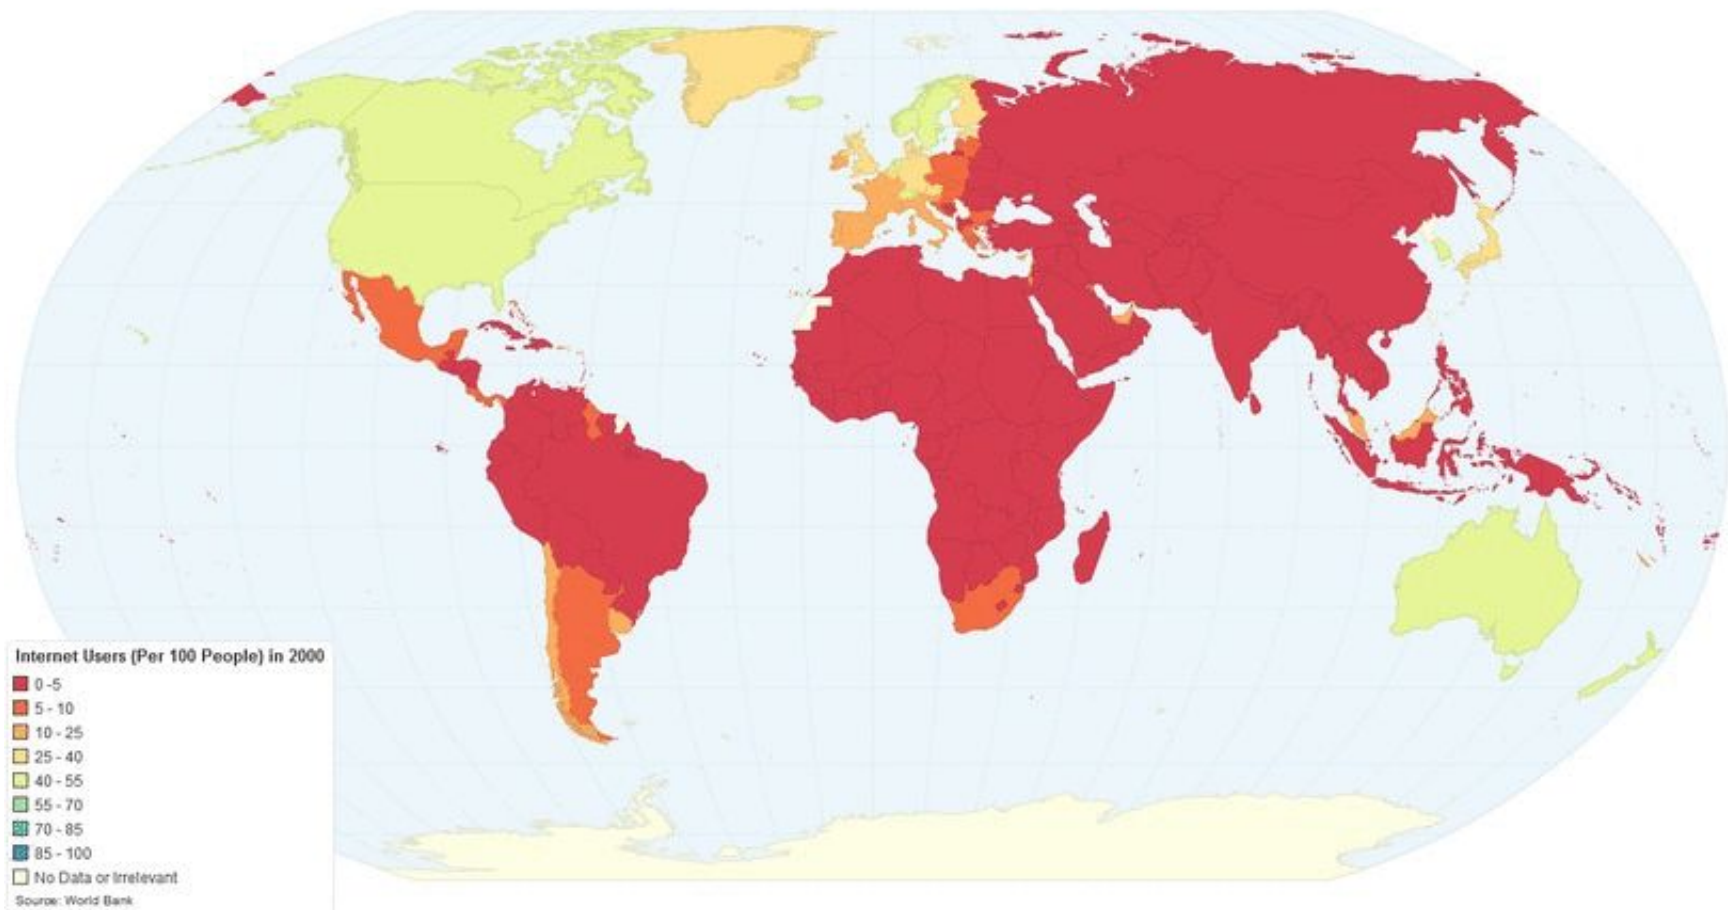 Internet Users (Per 100 People) in 2000
0 -5
5 - 10
10 - 25
25 - 40
40 - 55
55 - 70
70 - 85
85 - 100
No Data or Irrelevant
Source: World Bank